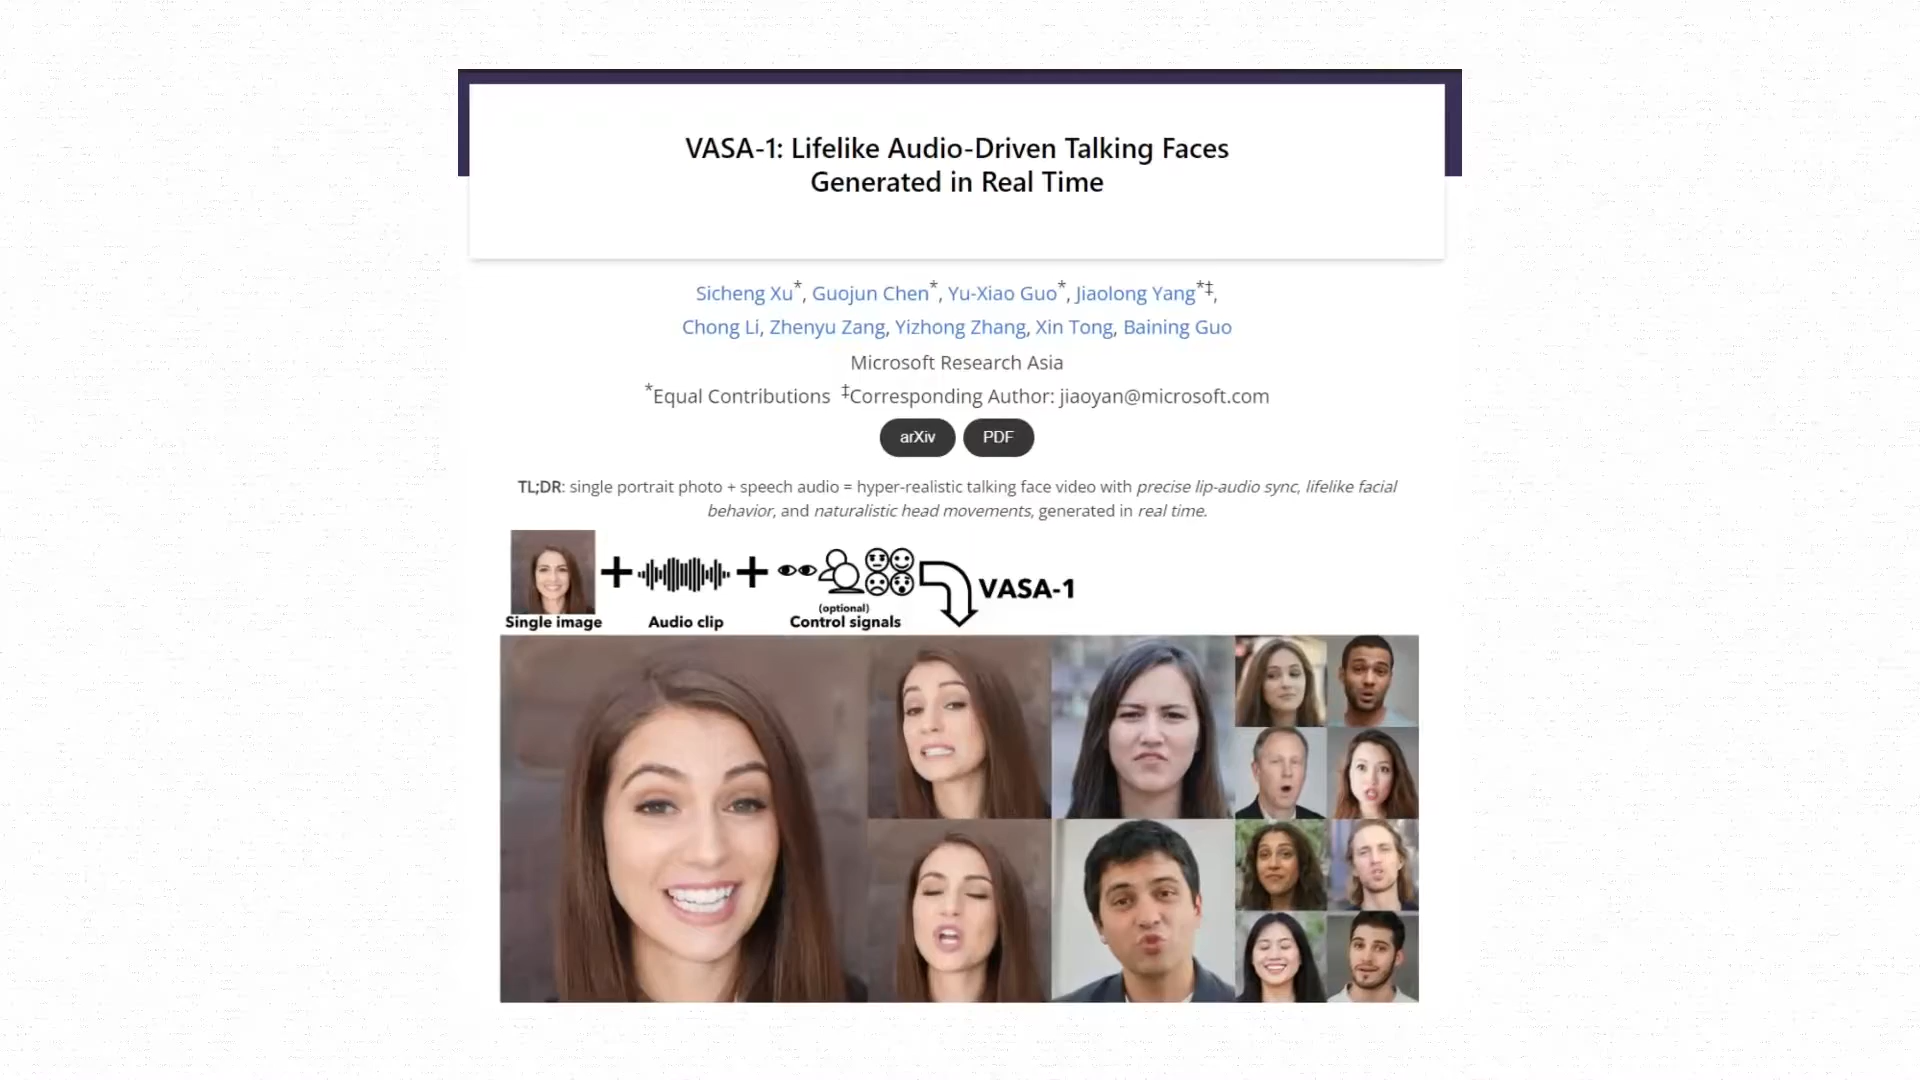 VASA-1: Lifelike Audio-Driven Talking Faces
Generated in Real Time
Sicheng Xu*, Guojun Chen*, Yu-Xiao Guo*, Jiaolong Yang*‡,
Chong Li, Zhenyu Zang, Yizhong Zhang, Xin Tong, Baining Guo
Microsoft Research Asia
*Equal Contributions ‡Corresponding Author: jiaoyan@microsoft.com
arXiv PDF
TL;DR: single portrait photo + speech audio = hyper-realistic talking face video with precise lip-audio sync, lifelike facial
behavior, and naturalistic head movements, generated in real time.
VASA-1
(optional)
Single image Audio clip Control signals